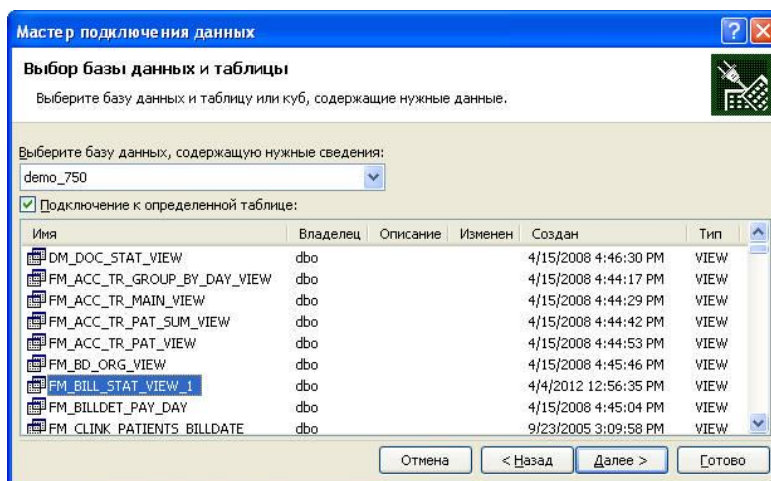 Мастер подключения данных
Выбор базы данных и таблицы
Выберите базу данных и таблицу или куб, содержащие нужные данные.
Выберите базу данных, содержащую нужные сведения:
demo_750
Подключение к определенной таблице:
Имя Владелец Описание Изменен Создан Тип
DM_DOC_STAT_VIEW dbo 4/15/2008 4:46:30 PM VIEW
FM_ACC_TR_GROUP_BY_DAY_VIEW dbo 4/15/2008 4:44:17 PM VIEW
FM_ACC_TR_MAIN_VIEW dbo 4/15/2008 4:44:29 PM VIEW
FM_ACC_TR_PAT_SUM_VIEW dbo 4/15/2008 4:44:42 PM VIEW
FM_ACC_TR_PAT_VIEW dbo 4/15/2008 4:44:53 PM VIEW
FM_BD_ORG_VIEW dbo 4/15/2008 4:45:46 PM VIEW
FM_BILL_STAT_VIEW_1 dbo 4/4/2012 12:56:35 PM VIEW
FM_BILLDET_PAY_DAY dbo 4/15/2008 4:45:04 PM VIEW
FM_CLINK_PATIENTS_BILLDATE dbo 9/23/2005 3:09:58 PM VIEW
Отмена < Назад Далее > Готово